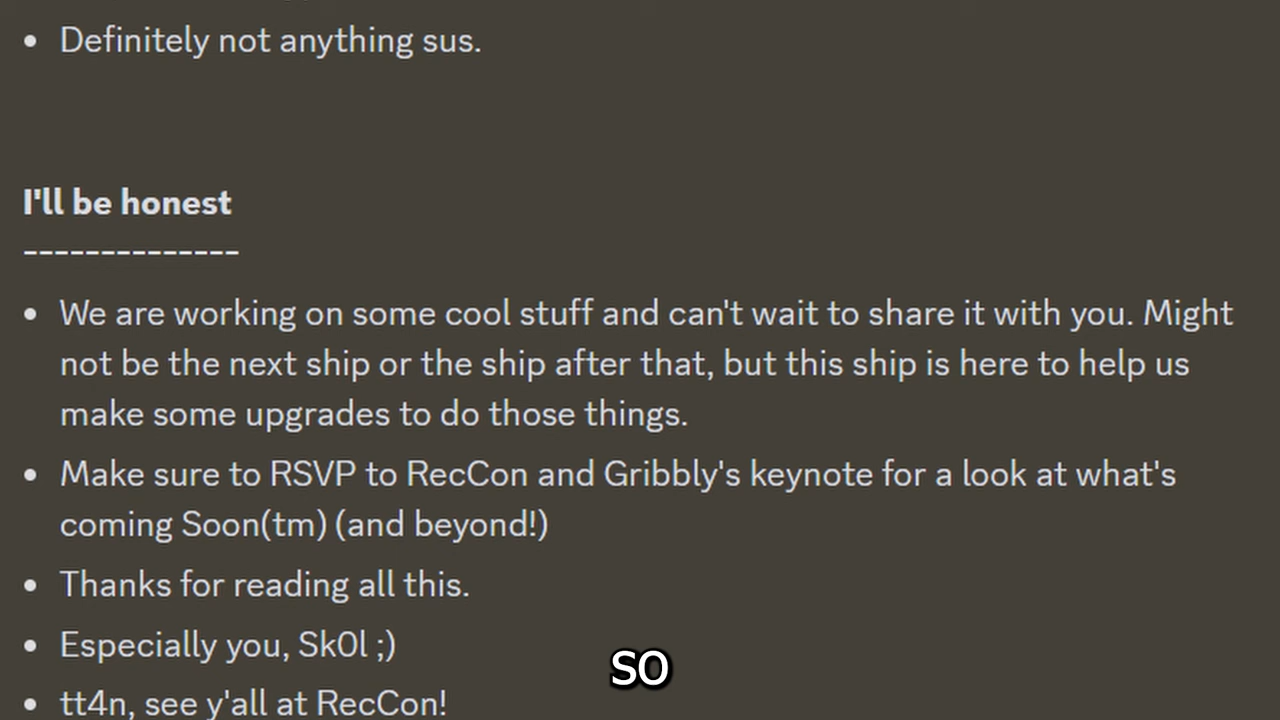 • Definitely not anything sus.
I'll be honest
--------------
• We are working on some cool stuff and can't wait to share it with you. Might
not be the next ship or the ship after that, but this ship is here to help us
make some upgrades to do those things.
• Make sure to RSVP to RecCon and Gribbly's keynote for a look at what's
coming Soon(tm) (and beyond!)
• Thanks for reading all this.
• Especially you, Sk0l ;)
• tt4n, see y'all at RecCon!
SO